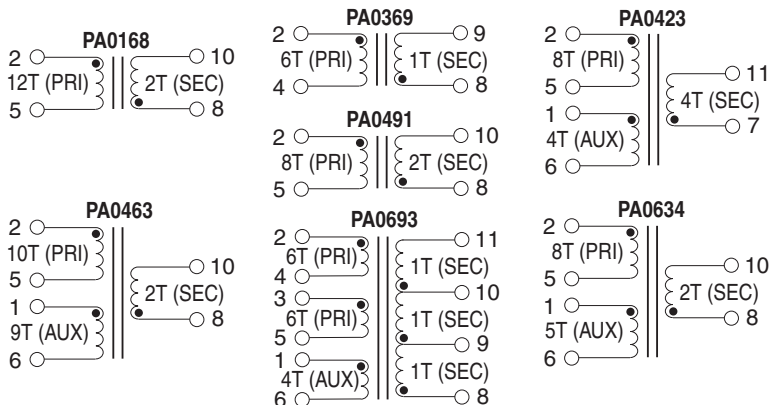 PA0168
2
12T (PRI)
5
10
2T (SEC)
8
PA0369
2
6T (PRI)
4
9
1T (SEC)
8
PA0423
2
8T (PRI)
5
1
4T (AUX)
6
11
4T (SEC)
7
PA0491
2
8T (PRI)
5
10
2T (SEC)
8
PA0463
2
10T (PRI)
5
1
9T (AUX)
6
10
2T (SEC)
8
PA0693
2
6T (PRI)
4
3
6T (PRI)
5
1
4T (AUX)
6
11
1T (SEC)
10
1T (SEC)
9
1T (SEC)
8
PA0634
2
8T (PRI)
5
1
5T (AUX)
6
10
2T (SEC)
8